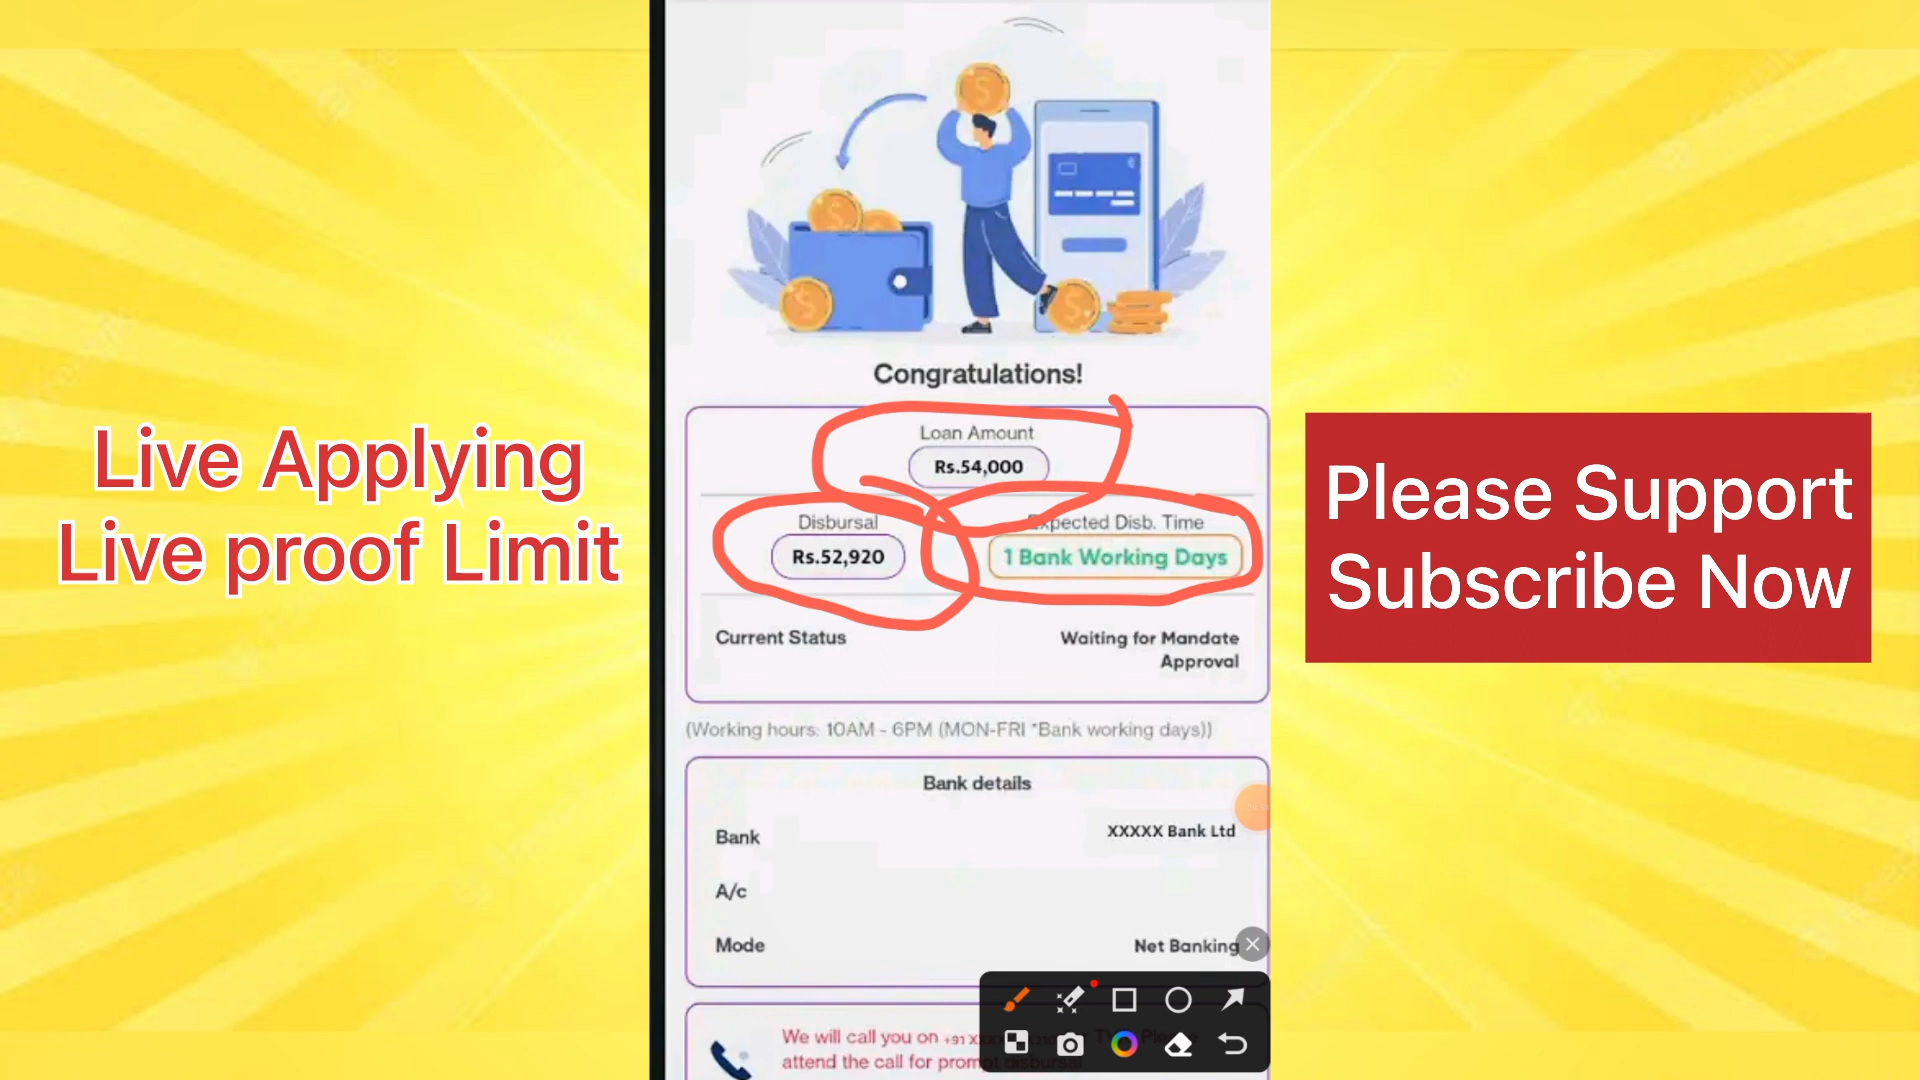 Live Applying
Live proof Limit
Congratulations!
Loan Amount
Rs.54,000
Disbursal
Expected Disb. Time
Rs.52,920
1 Bank Working Days
Current Status
Waiting for Mandate
Approval
(Working hours: 10AM - 6PM (MON-FRI *Bank working days))
Bank details
Bank
XXXXX Bank Ltd
A/c
Mode
Net Banking
We will call you on +91
attend the call for prompt disbursal
Please Support
Subscribe Now